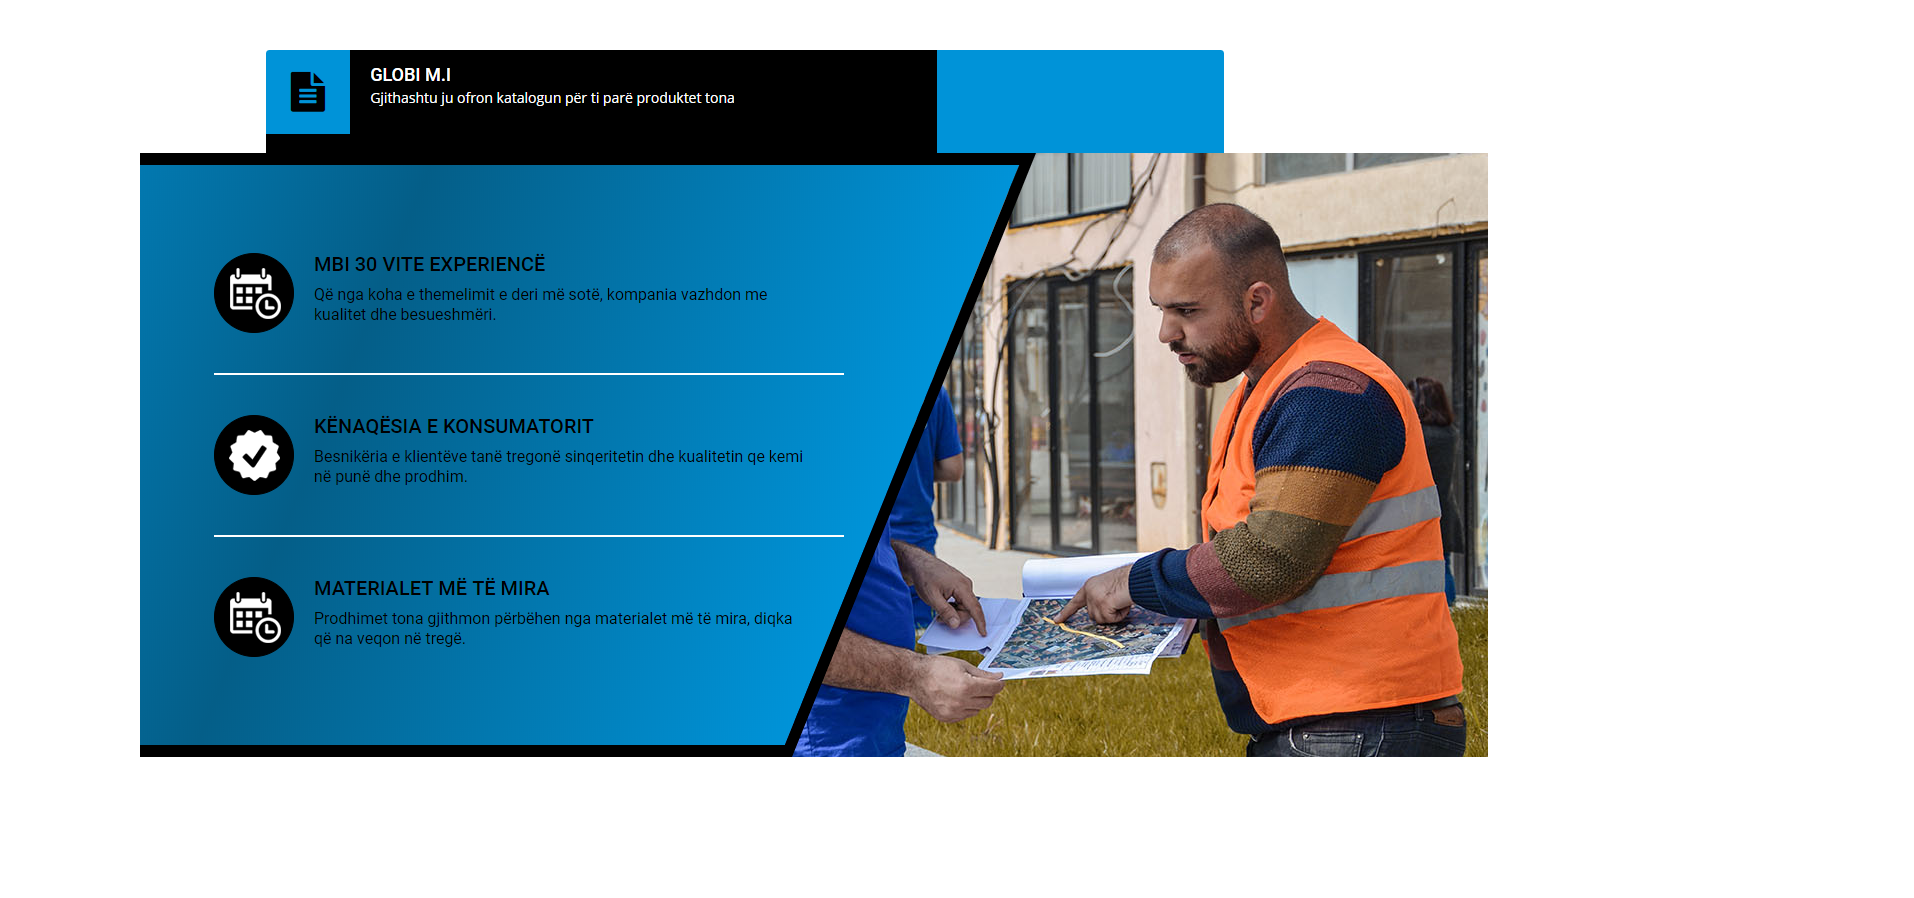 GLOBI M.I
Gjithashtu ju ofron katalogun për ti parë produktet tona
MBI 30 VITE EXPERIENCË
Që nga koha e themelimit e deri më sotë, kompania vazhdon me
kualitet dhe besueshmëri.
KËNAQËSIA E KONSUMATORIT
Besnikëria e klientëve tanë tregonë sinqeritetin dhe kualitetin qe kemi
në punë dhe prodhim.
MATERIALET MË TË MIRA
Prodhimet tona gjithmon përbëhen nga materialet më të mira, diqka
që na veqon në tregë.